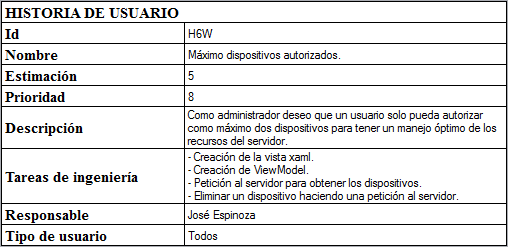 HISTORIA DE USUARIO
Id H6W
Nombre Máximo dispositivos autorizados.
Estimación 5
Prioridad 8
Descripción Como administrador deseo que un usuario solo pueda autorizar
como máximo dos dispositivos para tener un manejo óptimo de los
recursos del servidor.
Tareas de ingeniería - Creación de la vista xaml.
- Creación de ViewModel.
- Petición al servidor para obtener los dispositivos.
- Eliminar un dispositivo haciendo una petición al servidor.
Responsable José Espinoza
Tipo de usuario Todos